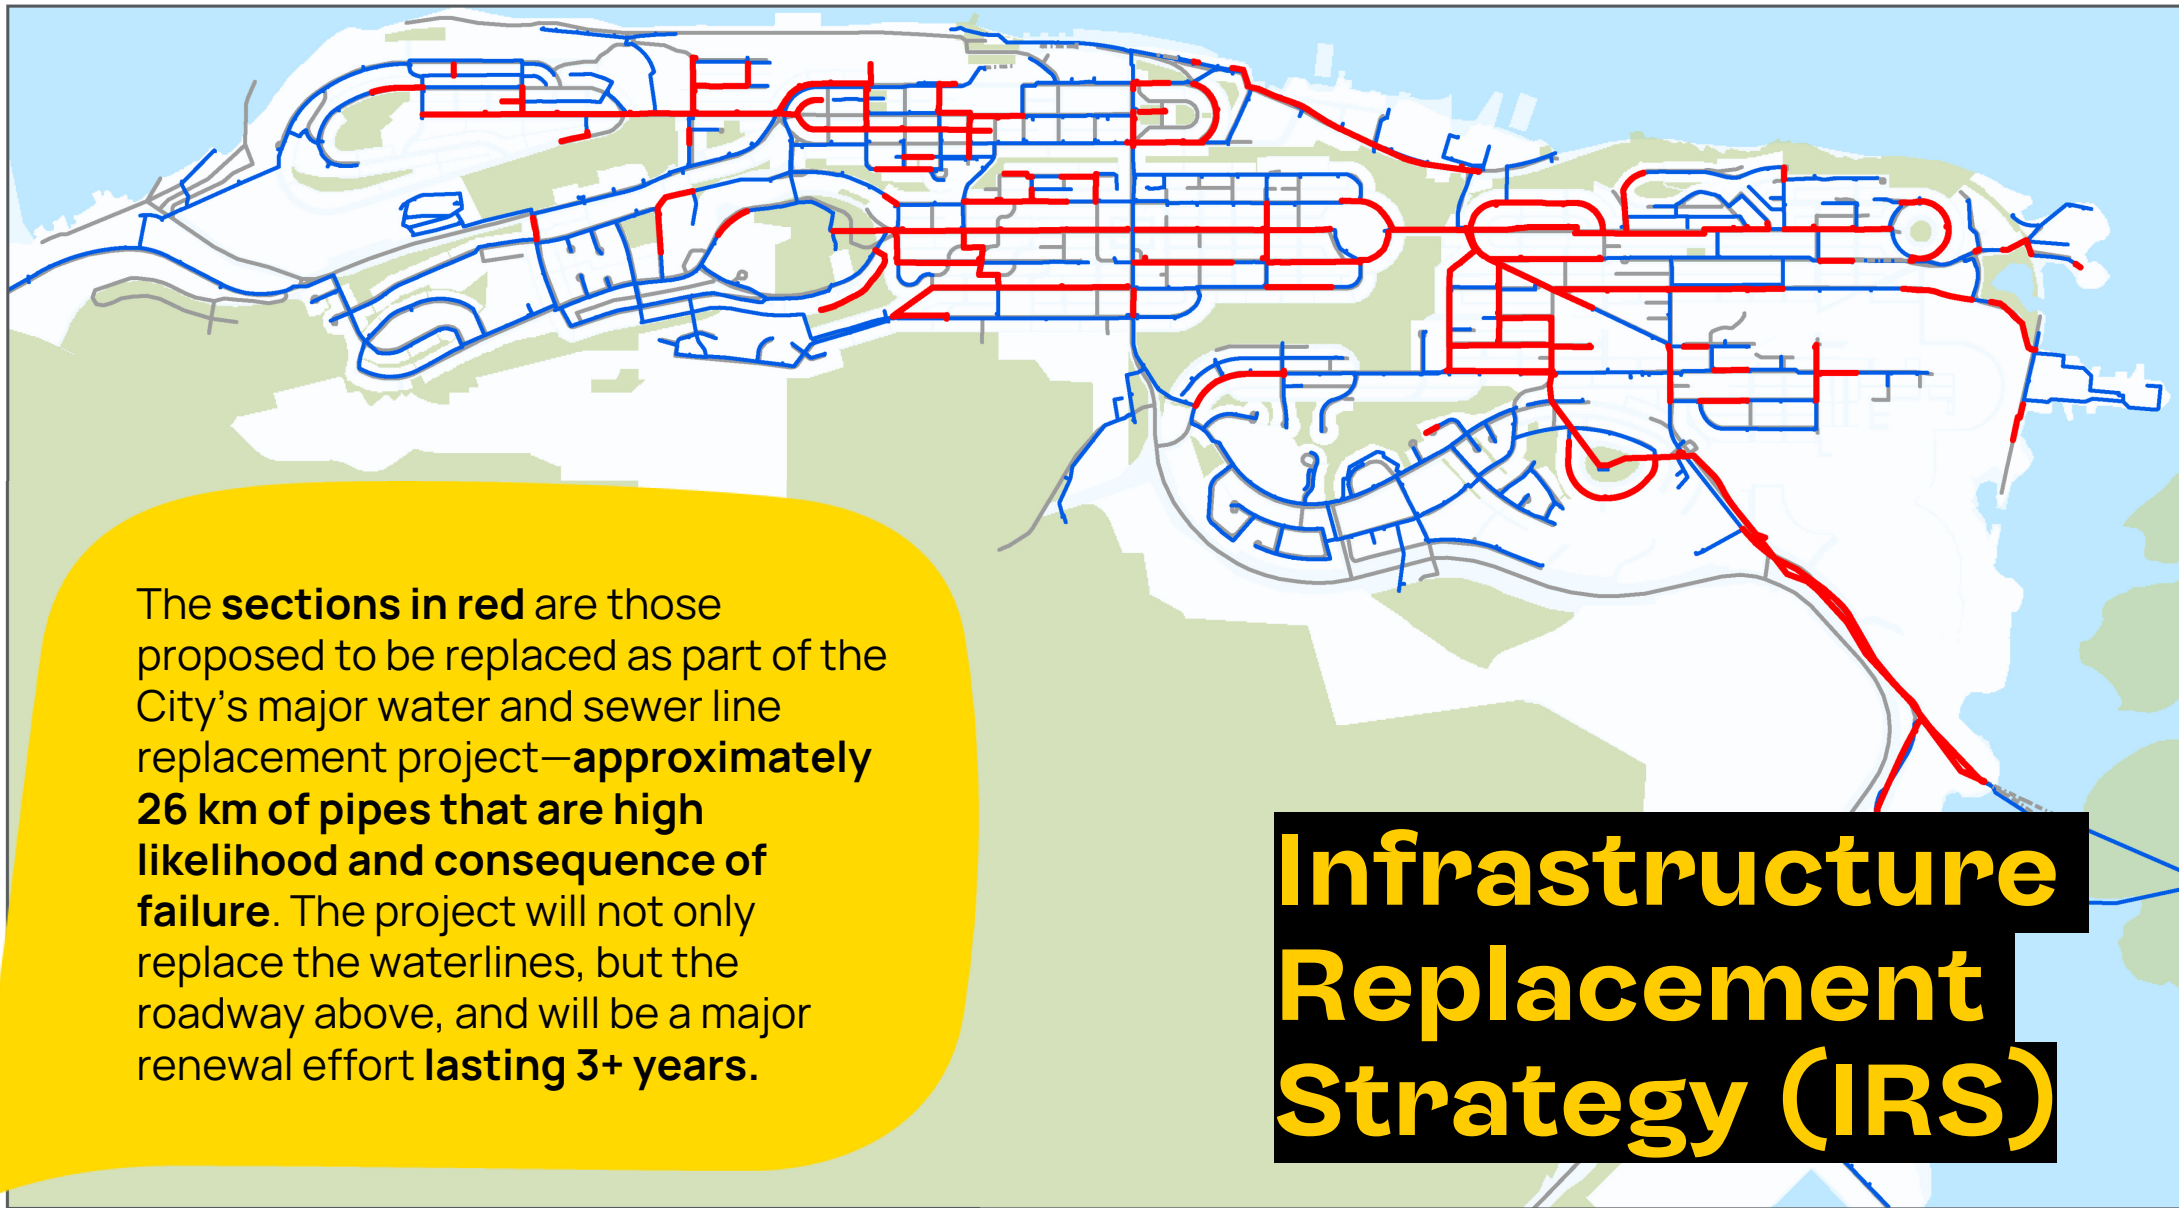 The sections in red are those
proposed to be replaced as part of the
City’s major water and sewer line
replacement project—approximately
26 km of pipes that are high
likelihood and consequence of
failure. The project will not only
replace the waterlines, but the
roadway above, and will be a major
renewal effort lasting 3+ years.
Infrastructure
Replacement
Strategy (IRS)